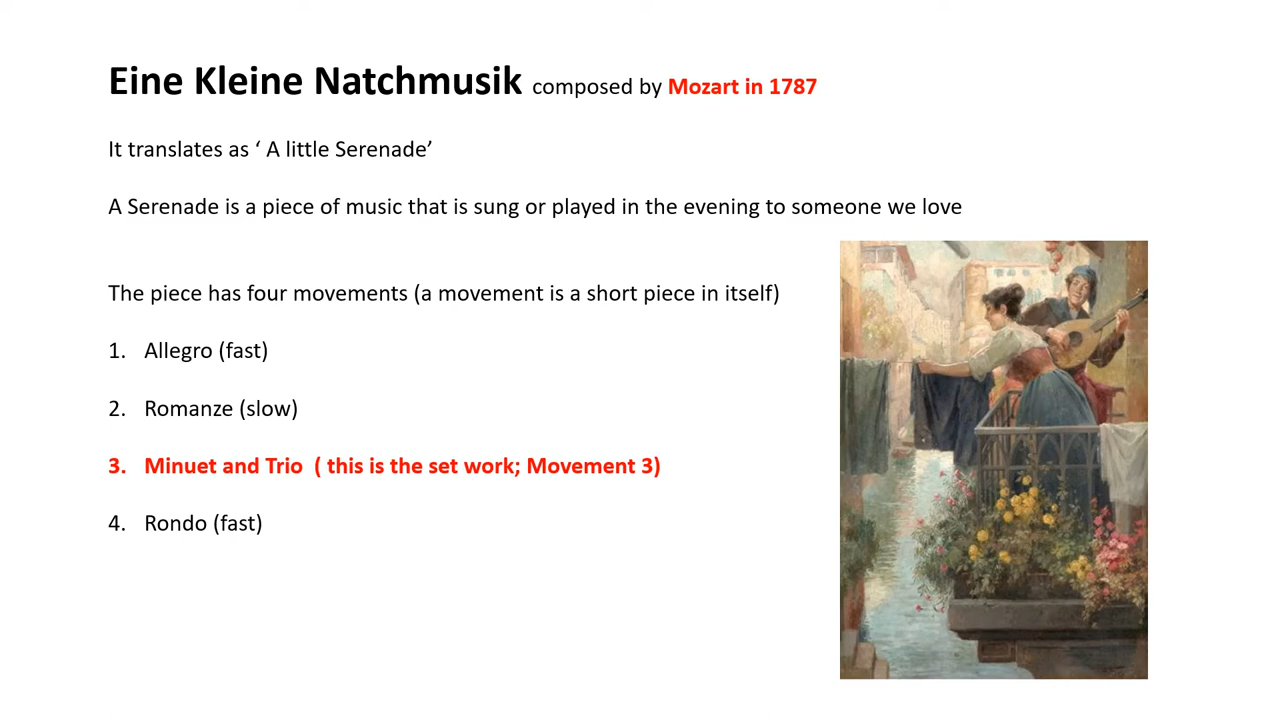 Eine Kleine Natchmusik composed by Mozart in 1787
It translates as ‘ A little Serenade’
A Serenade is a piece of music that is sung or played in the evening to someone we love
The piece has four movements (a movement is a short piece in itself)
1. Allegro (fast)
2. Romanze (slow)
3. Minuet and Trio ( this is the set work; Movement 3)
4. Rondo (fast)